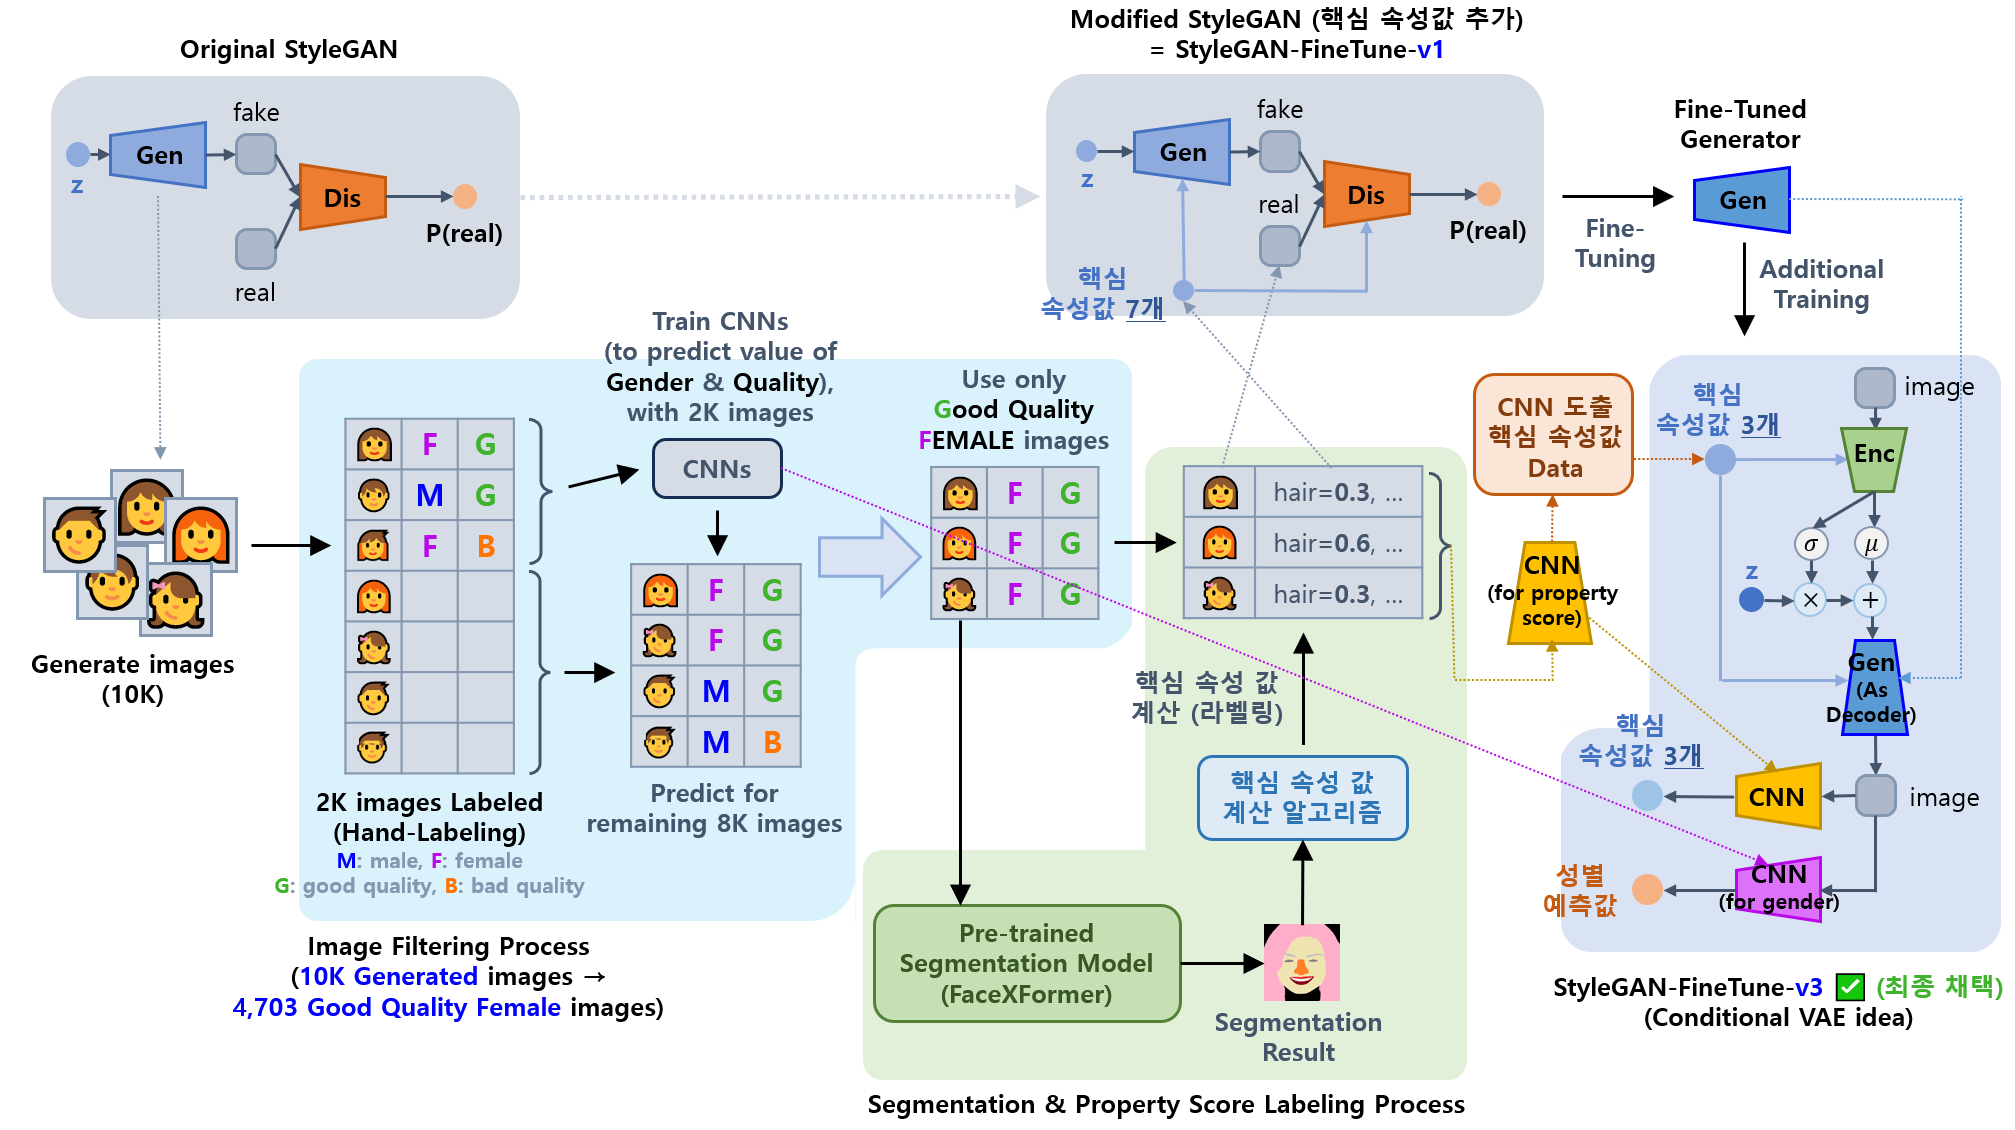 Original StyleGAN
z
Gen
fake
real
Dis
P(real)
Modified StyleGAN (핵심 속성값 추가)
= StyleGAN-FineTune-v1
z
Gen
fake
real
Dis
P(real)
핵심
속성값 7개
Fine-
Tuning
Fine-Tuned
Generator
Gen
Additional
Training
Generate images
(10K)
F G
M G
F B
2K images Labeled
(Hand-Labeling)
M: male, F: female
G: good quality, B: bad quality
Train CNNs
(to predict value of
Gender & Quality),
with 2K images
CNNs
F G
F G
M G
M B
Predict for
remaining 8K images
Use only
Good Quality
FEMALE images
F G
F G
F G
Image Filtering Process
(10K Generated images →
4,703 Good Quality Female images)
hair=0.3, ...
hair=0.6, ...
hair=0.3, ...
핵심 속성 값
계산 (라벨링)
핵심 속성 값
계산 알고리즘
Pre-trained
Segmentation Model
(FaceXFormer)
Segmentation
Result
Segmentation & Property Score Labeling Process
CNN 도출
핵심 속성값
Data
CNN
(for property
score)
핵심
속성값 3개
image
Enc
σ
μ
z
×
+
Gen
(As
Decoder)
핵심
속성값 3개
CNN
image
성별
예측값
CNN
(for gender)
StyleGAN-FineTune-v3 ✅ (최종 채택)
(Conditional VAE idea)